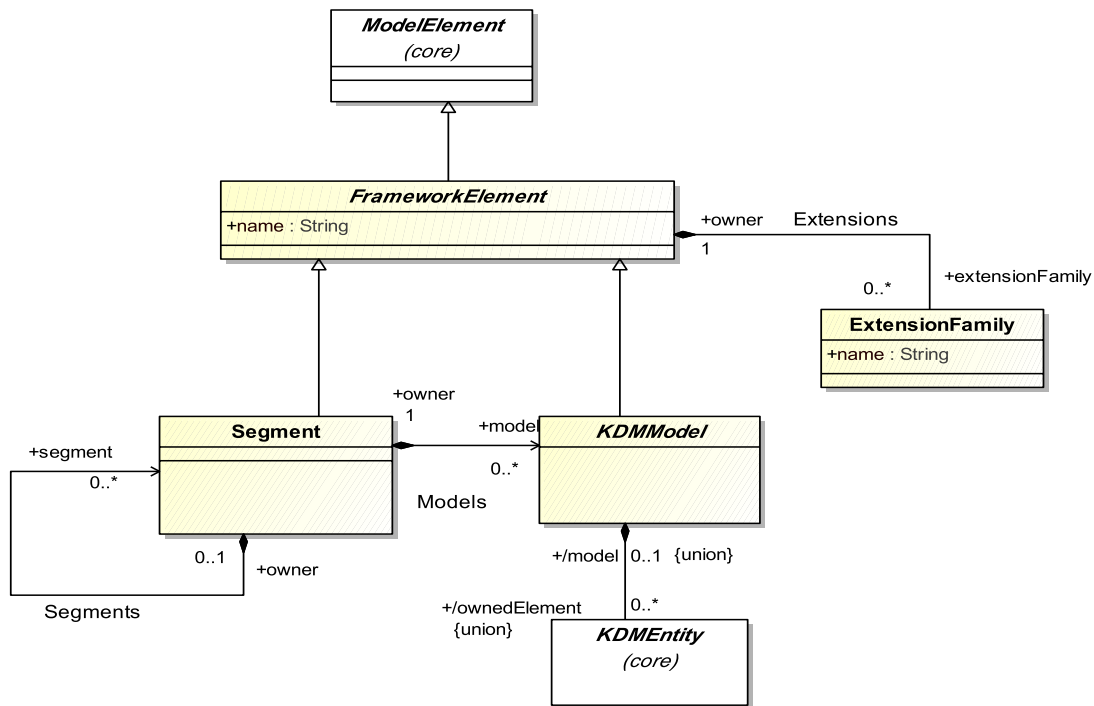 ModelElement
(core)
FrameworkElement
+name : String
+owner
Extensions
1
+extensionFamily
0..*
ExtensionFamily
+name : String
+owner
1
Segment
+model
KDMModel
+segment
0..*
0..*
Models
0..1
+owner
+/model
0..1
{union}
Segments
+/ownedElement
0..*
{union}
KDMEntity
(core)